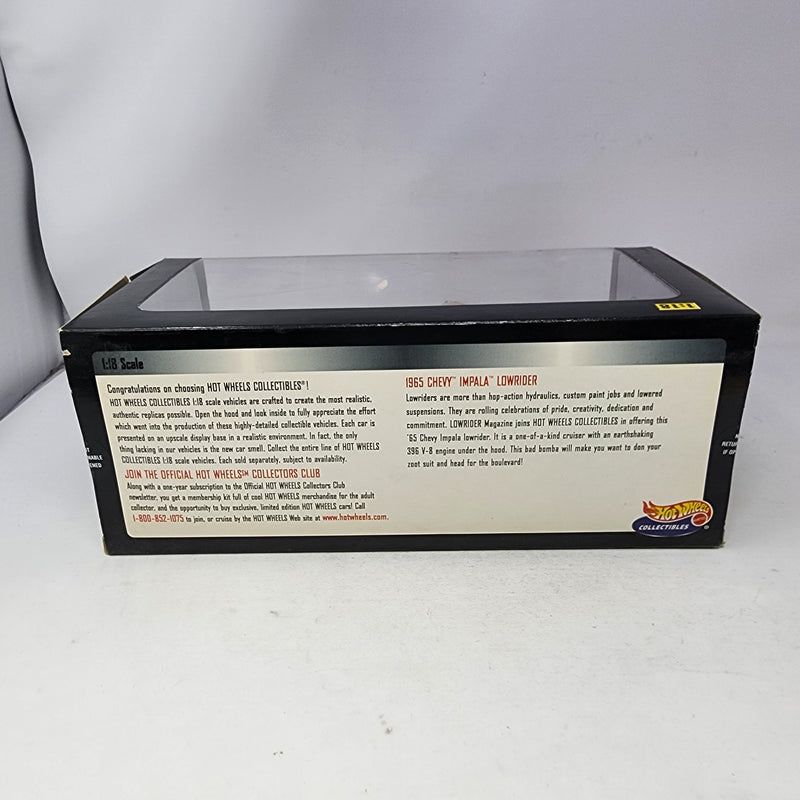 1:18
1:18 Scale
Congratulations on choosing HOT WHEELS COLLECTIBLES®!
HOT WHEELS COLLECTIBLES 1:18 scale vehicles are crafted to create the most realistic,
authentic replicas possible. Open the hood and look inside to fully appreciate the effort
which went into the production of these highly-detailed collectible vehicles. Each car is
presented on an upscale display base in a realistic environment. In fact, the only
thing lacking in our vehicles is the new car smell. Collect the entire line of HOT WHEELS
COLLECTIBLES 1:18 scale vehicles. Each sold separately, subject to availability.
JOIN THE OFFICIAL HOT WHEELS℠ COLLECTORS CLUB
Along with a one-year subscription to the Official HOT WHEELS Collectors Club
newsletter, you get a membership kit full of cool HOT WHEELS merchandise for the adult
collector, and the opportunity to buy exclusive, limited edition HOT WHEELS cars! Call
1-800-852-1075 to join, or cruise by the HOT WHEELS Web site at www.hotwheels.com.
1965 CHEVY™ IMPALA™ LOWRIDER
Lowriders are more than hop-action hydraulics, custom paint jobs and lowered
suspensions. They are rolling celebrations of pride, creativity, dedication and
commitment. LOWRIDER Magazine joins HOT WHEELS COLLECTIBLES in offering this
'65 Chevy Impala lowrider. It is a one-of-a-kind cruiser with an earthshaking
396 V-8 engine under the hood. This bad bomba will make you want to don your
zoot suit and head for the boulevard!
Hot Wheels
COLLECTIBLES ®